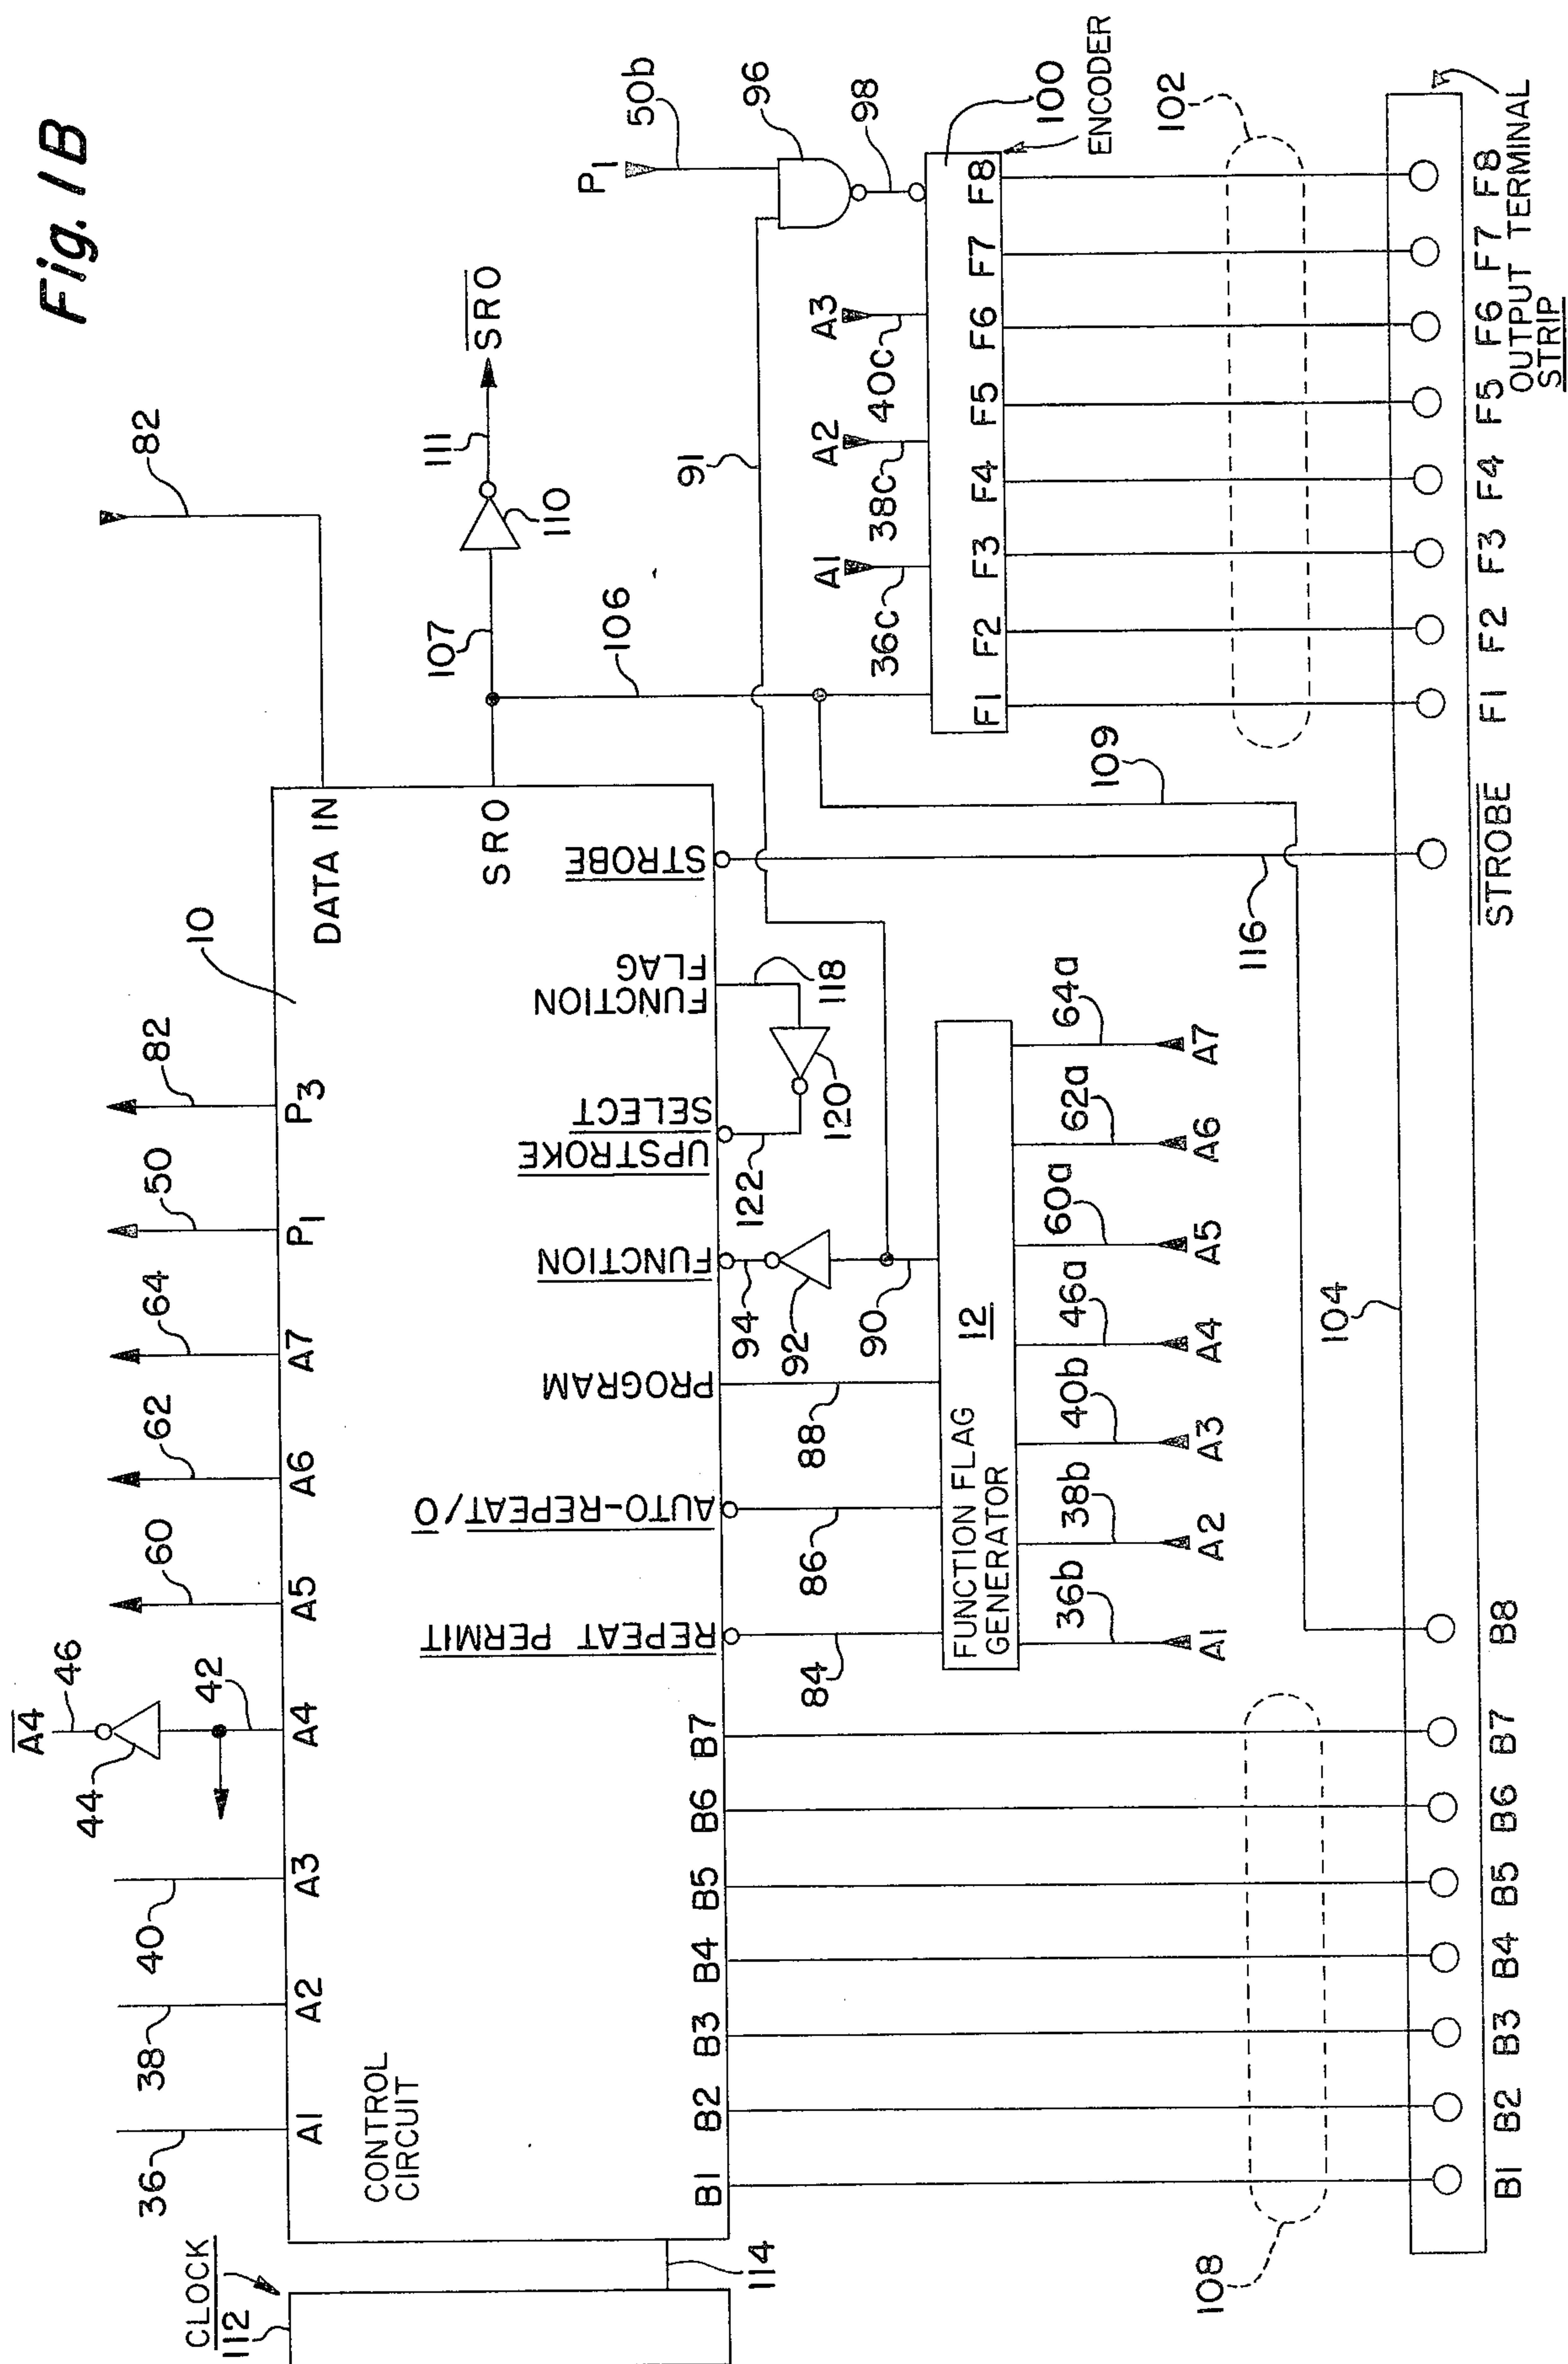 Fig. 1B
A̅4̅
46
44
42
36
38
40
60
62
64
50
82
10
82
A1
A2
A3
A4
A5
A6
A7
P1
P3
DATA IN
SRO
CONTROL
CIRCUIT
CLOCK
112
114
107
110
111
S̅R̅O̅
106
91
P1
50b
96
98
A1
A2
A3
36C
38C
40C
100
ENCODER
F1 F2 F3 F4 F5 F6 F7 F8
102
REPEAT PERMIT
AUTO-REPEAT/O
PROGRAM
FUNCTION
UPSTROKE
SELECT
FUNCTION
FLAG
STROBE
B1 B2 B3 B4 B5 B6 B7
84
86
88
90
92
94
122
120
118
FUNCTION FLAG
GENERATOR
12
36b
38b
40b
46a
60a
62a
64a
A1
A2
A3
A4
A5
A6
A7
116
109
108
104
B1 B2 B3 B4 B5 B6 B7 B8
S̅T̅R̅O̅B̅E̅
F1 F2 F3 F4 F5 F6 F7 F8
OUTPUT TERMINAL
STRIP